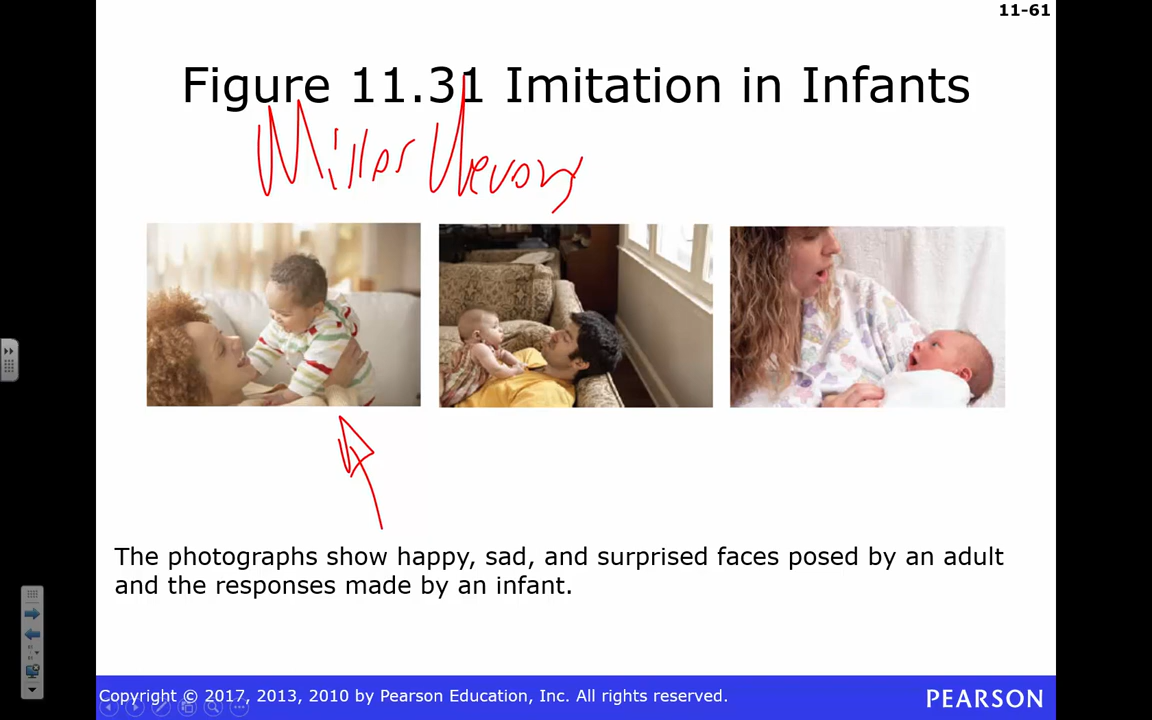 11-61
Figure 11.31 Imitation in Infants
The photographs show happy, sad, and surprised faces posed by an adult
and the responses made by an infant.
Copyright © 2017, 2013, 2010 by Pearson Education, Inc. All rights reserved.
PEARSON